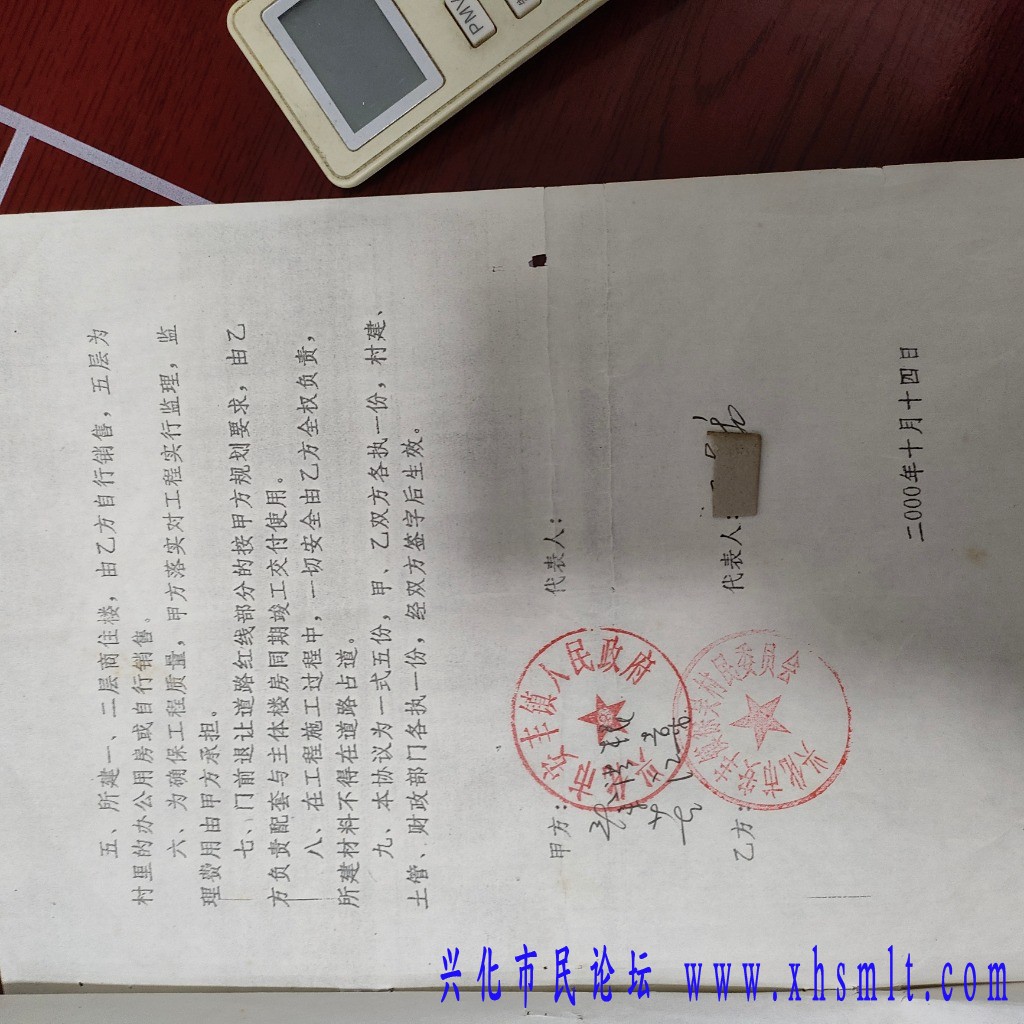 五、所建一、二层商住楼，由乙方自行销售，五层为
村里的办公用房或自行销售。
六、为确保工程质量，甲方落实对工程实行监理，监
理费用由甲方承担。
七、门前退让道路红线部分的按甲方规划要求，由乙
方负责配套与主体楼房同期竣工交付使用。
八、在工程施工过程中，一切安全由乙方全权负责，
所建材料不得在道路占道。
九、本协议为一式五份，甲、乙双方各执一份，村建、
土管、财政部门各执一份，经双方签字后生效。
甲方：
代表人：
兴化市安丰镇人民政府
乙方：
代表人：
村民委员会
二000年十月十四日
PMV
兴化市民论坛 www.xhsmlt.com